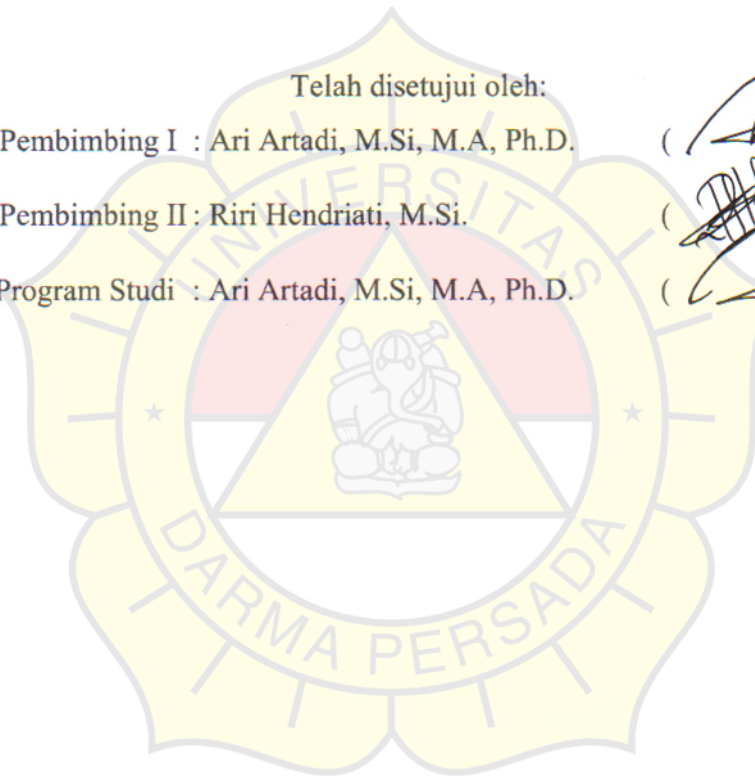 Telah disetujui oleh:
Pembimbing I : Ari Artadi, M.Si, M.A, Ph.D. (
Pembimbing II : Riri Hendriati, M.Si. (
Program Studi : Ari Artadi, M.Si, M.A, Ph.D. (
UNIVERSITAS
DARMA PERSADA